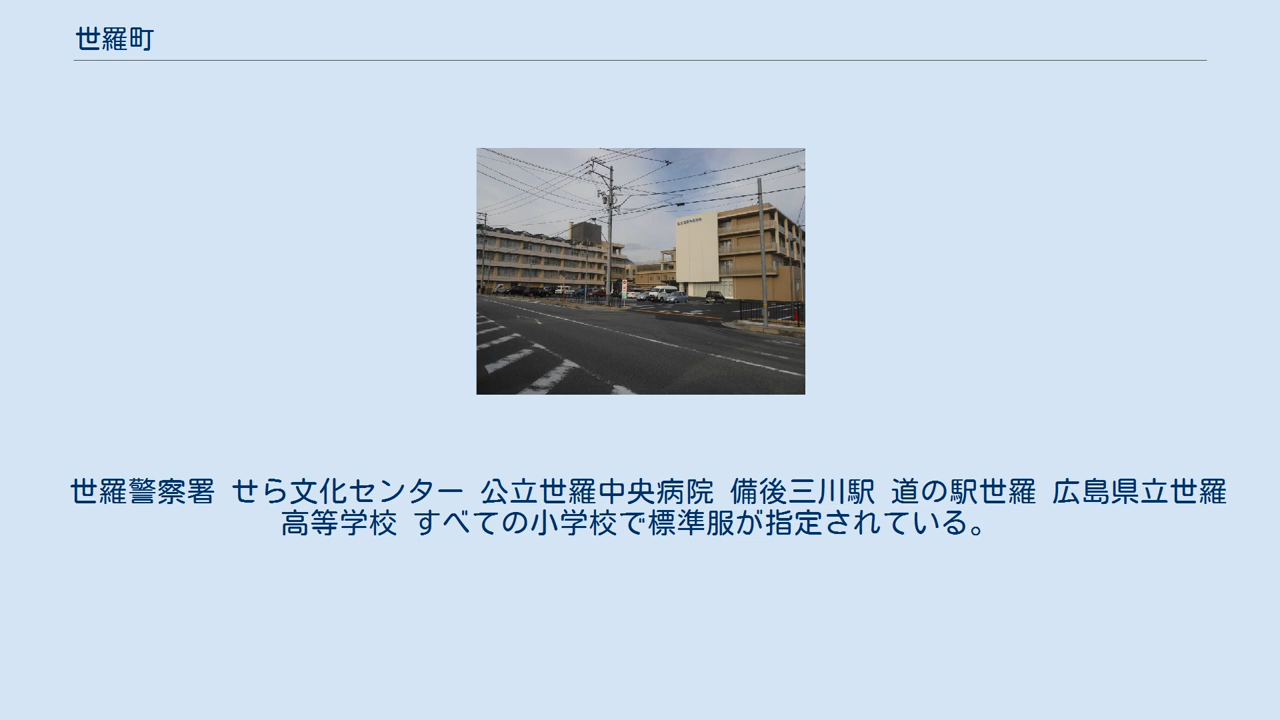 世羅町
世羅警察署 せら文化センター 公立世羅中央病院 備後三川駅 道の駅世羅 広島県立世羅
高等学校 すべての小学校で標準服が指定されている。